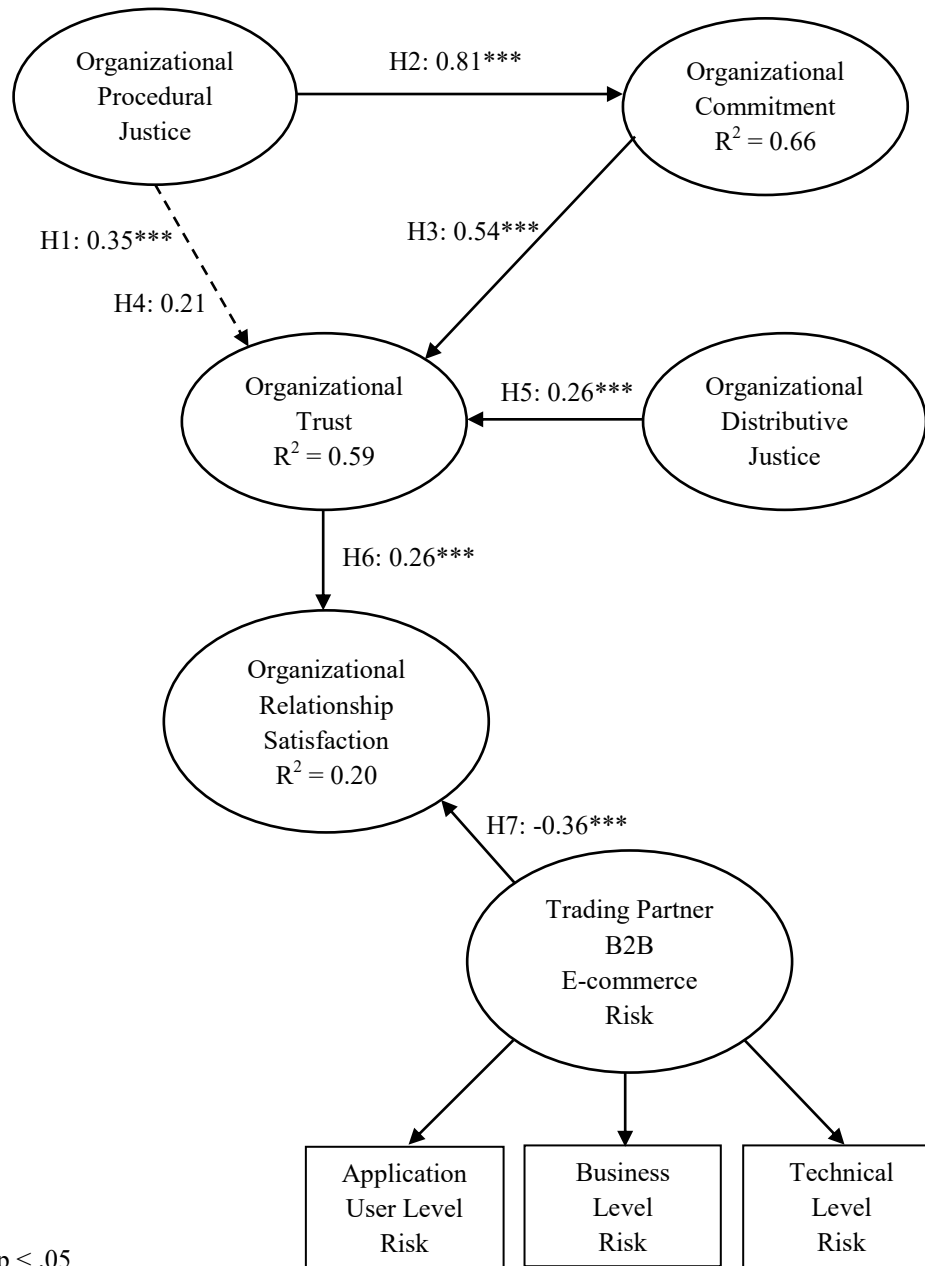 Organizational
Procedural
Justice
H2: 0.81***
Organizational
Commitment
R² = 0.66
H1: 0.35***
H3: 0.54***
H4: 0.21
Organizational
Trust
R² = 0.59
H5: 0.26***
Organizational
Distributive
Justice
H6: 0.26***
Organizational
Relationship
Satisfaction
R² = 0.20
H7: -0.36***
Trading Partner
B2B
E-commerce
Risk
Application
User Level
Risk
Business
Level
Risk
Technical
Level
Risk
p < .05